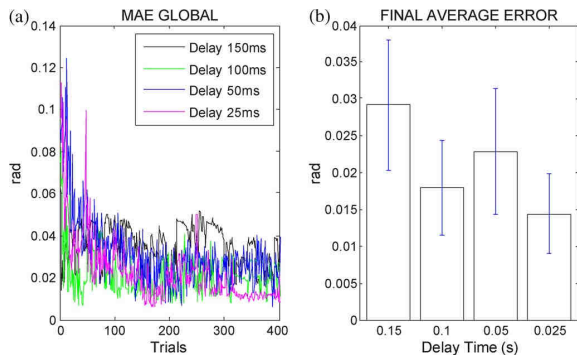 (a)
MAE GLOBAL
0.14
0.12
0.1
0.08
0.06
0.04
0.02
0
rad
Delay 150ms
Delay 100ms
Delay 50ms
Delay 25ms
0
100
200
300
400
Trials
(b)
FINAL AVERAGE ERROR
0.04
0.035
0.03
0.025
0.02
0.015
0.01
0.005
0
rad
0.15
0.1
0.05
0.025
Delay Time (s)